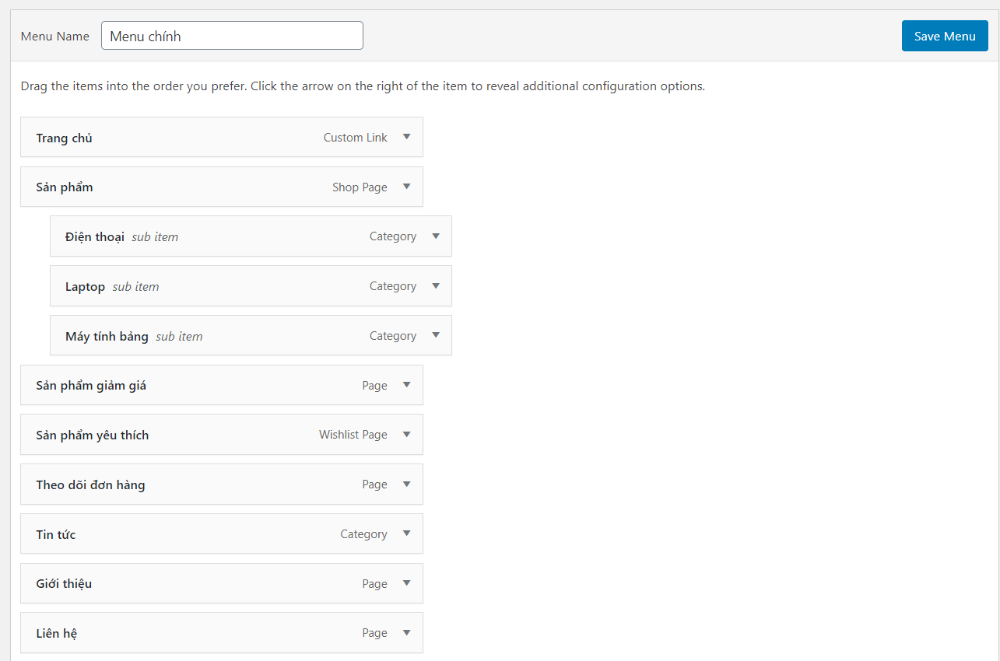 Menu Name Menu chính Save Menu
Drag the items into the order you prefer. Click the arrow on the right of the item to reveal additional configuration options.
Trang chủ Custom Link
Sản phẩm Shop Page
Điện thoại sub item Category
Laptop sub item Category
Máy tính bảng sub item Category
Sản phẩm giảm giá Page
Sản phẩm yêu thích Wishlist Page
Theo dõi đơn hàng Page
Tin tức Category
Giới thiệu Page
Liên hệ Page